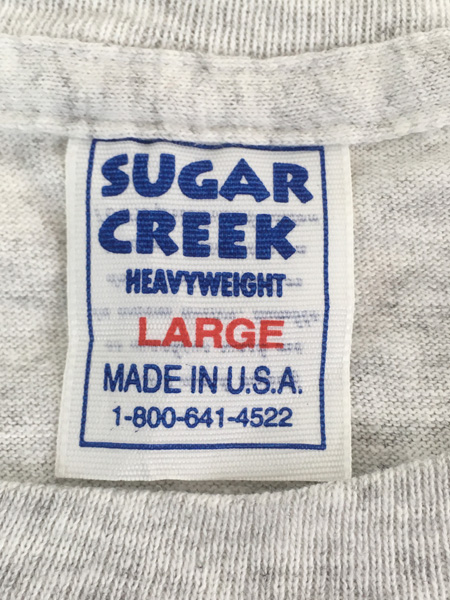 SUGAR
CREEK
HEAVYWEIGHT
LARGE
MADE IN U.S.A.
1-800-641-4522